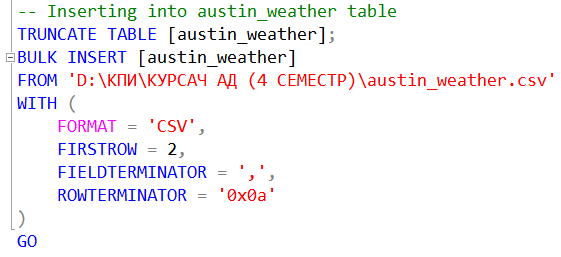 -- Inserting into austin_weather table
TRUNCATE TABLE [austin_weather];
BULK INSERT [austin_weather]
FROM 'D:\КПИ\КУРСАЧ АД (4 СЕМЕСТР)\austin_weather.csv'
WITH (
    FORMAT = 'CSV',
    FIRSTROW = 2,
    FIELDTERMINATOR = ',',
    ROWTERMINATOR = '0x0a'
)
GO